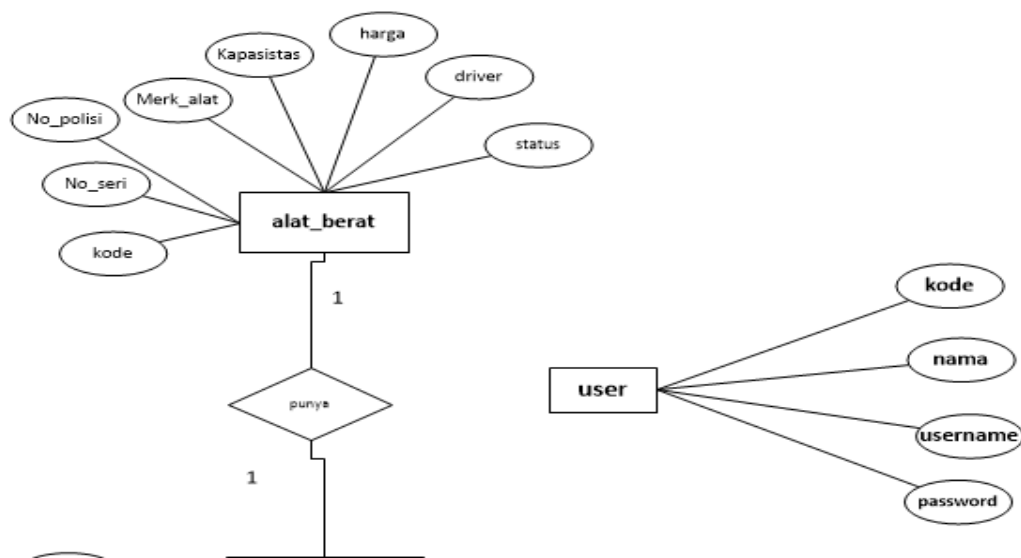 harga
Kapasistas
driver
Merk_alat
No_polisi
status
No_seri
alat_berat
kode
kode
1
nama
user
punya
username
1
password